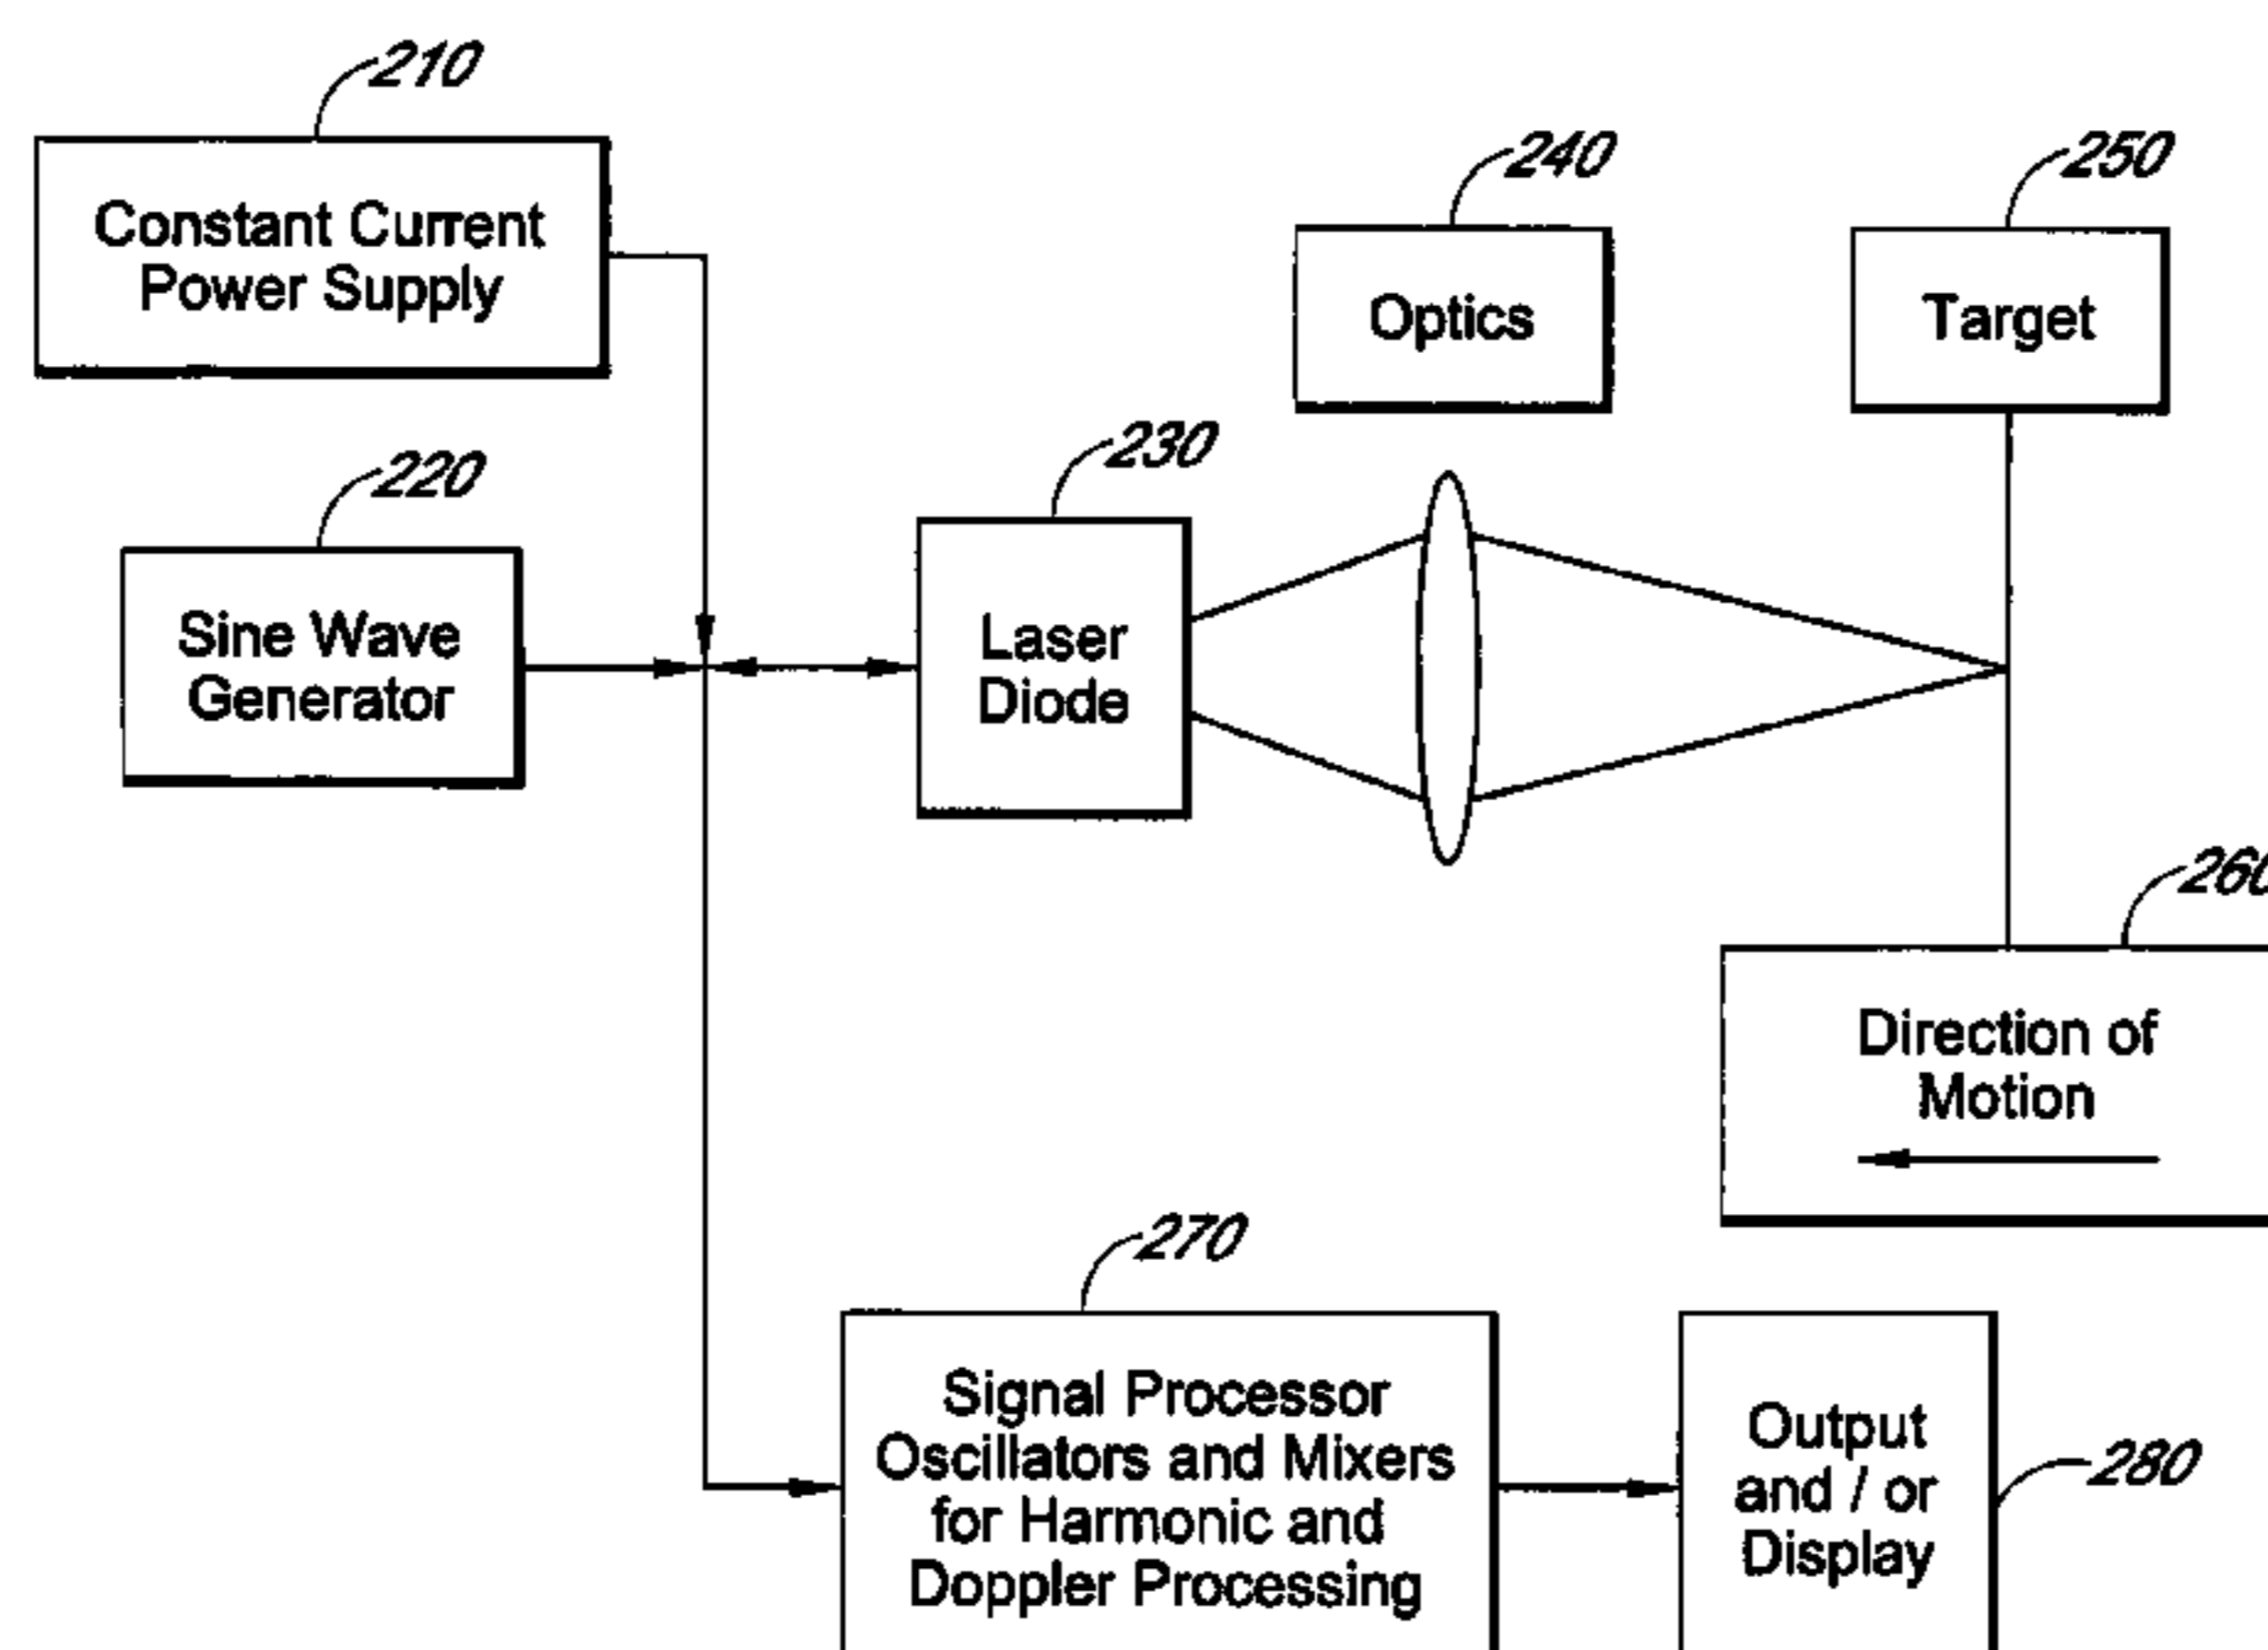 210
Constant Current
Power Supply
240
Optics
250
Target
220
Sine Wave
Generator
230
Laser
Diode
260
Direction of
Motion
270
Signal Processor
Oscillators and Mixers
for Harmonic and
Doppler Processing
Output
and / or
Display
280